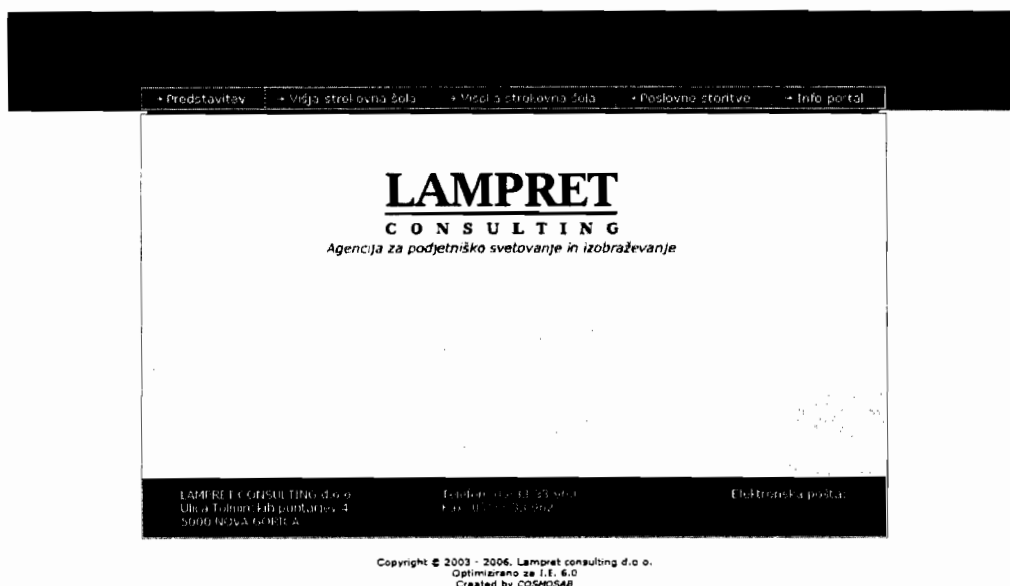 → Predstavitev → Višja strokovna šola → Visoka strokovna šola → Poslovne storitve → Info portal
LAMPRET
CONSULTING
Agencija za podjetniško svetovanje in izobraževanje
LAMPRET CONSULTING d.o.o. Telefon: Elektronska pošta:
Ulica Tolminskih puntarjev 4 Fax:
5000 NOVA GORICA
Copyright © 2003 - 2006. Lampret consulting d.o.o.
Optimizirano za I.E. 6.0
Created by COSMOSAB